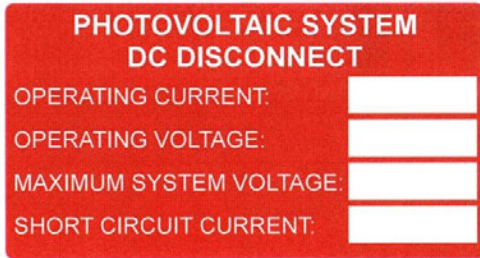 PHOTOVOLTAIC SYSTEM
DC DISCONNECT
OPERATING CURRENT:
OPERATING VOLTAGE:
MAXIMUM SYSTEM VOLTAGE:
SHORT CIRCUIT CURRENT: